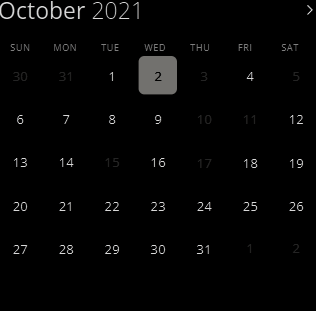 October 2021
SUN MON TUE WED THU FRI SAT
30 31 1 2 3 4 5
6 7 8 9 10 11 12
13 14 15 16 17 18 19
20 21 22 23 24 25 26
27 28 29 30 31 1 2